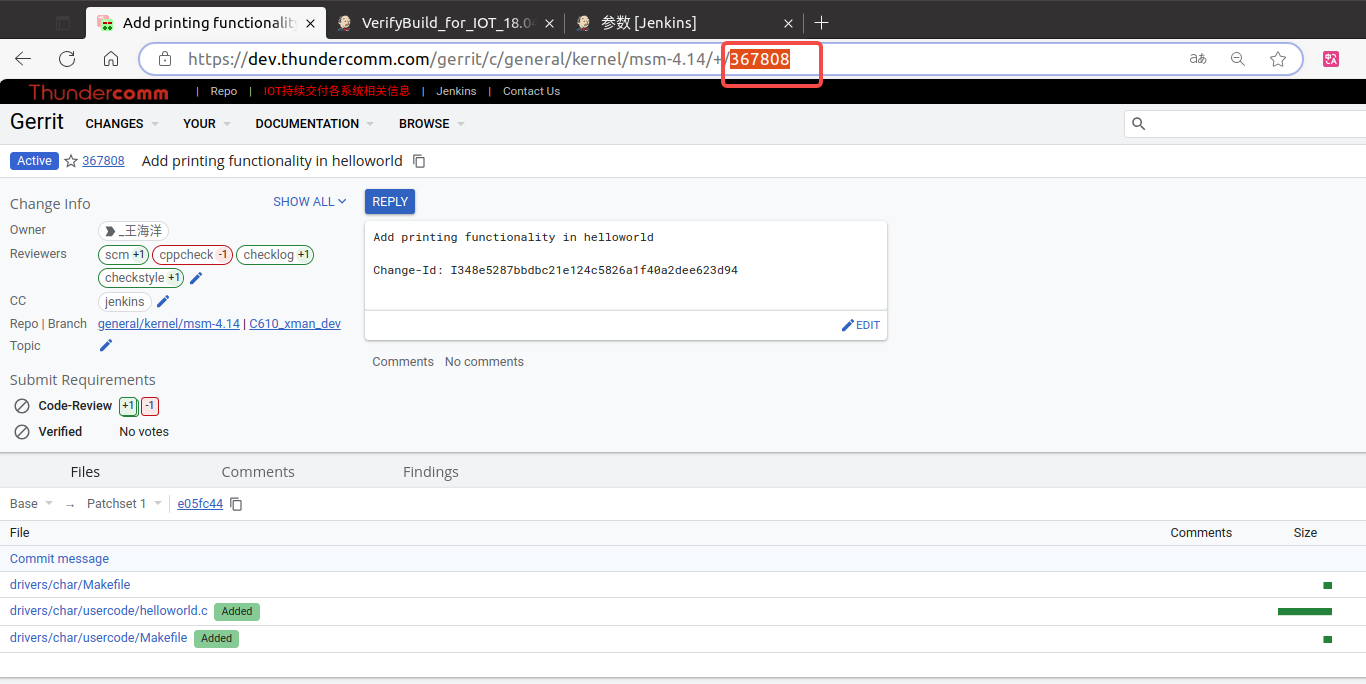 Add printing functionality
VerifyBuild_for_IOT_18.04
参数 [Jenkins]
https://dev.thundercomm.com/gerrit/c/general/kernel/msm-4.14/+/367808
Thundercomm | Repo | IOT持续交付各系统相关信息 | Jenkins | Contact Us
Gerrit CHANGES YOUR DOCUMENTATION BROWSE
Active 367808 Add printing functionality in helloworld
Change Info SHOW ALL REPLY
Owner _王海洋
Reviewers scm +1 cppcheck -1 checklog +1
checkstyle +1
CC jenkins
Repo | Branch general/kernel/msm-4.14 | C610_xman_dev
Topic
Add printing functionality in helloworld
Change-Id: I348e5287bbdbc21e124c5826a1f40a2dee623d94
EDIT
Comments No comments
Submit Requirements
Code-Review +1 -1
Verified No votes
Files Comments Findings
Base → Patchset 1 e05fc44
File Comments Size
Commit message
drivers/char/Makefile
drivers/char/usercode/helloworld.c Added
drivers/char/usercode/Makefile Added